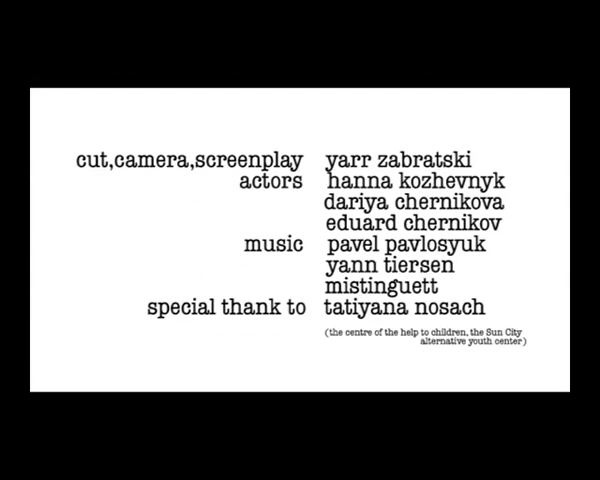 cut,camera,screenplay yarr zabratski
actors hanna kozhevnyk
dariya chernikova
eduard chernikov
music pavel pavlosyuk
yann tiersen
mistinguett
special thank to tatiyana nosach
(the centre of the help to children, the Sun City
alternative youth center)